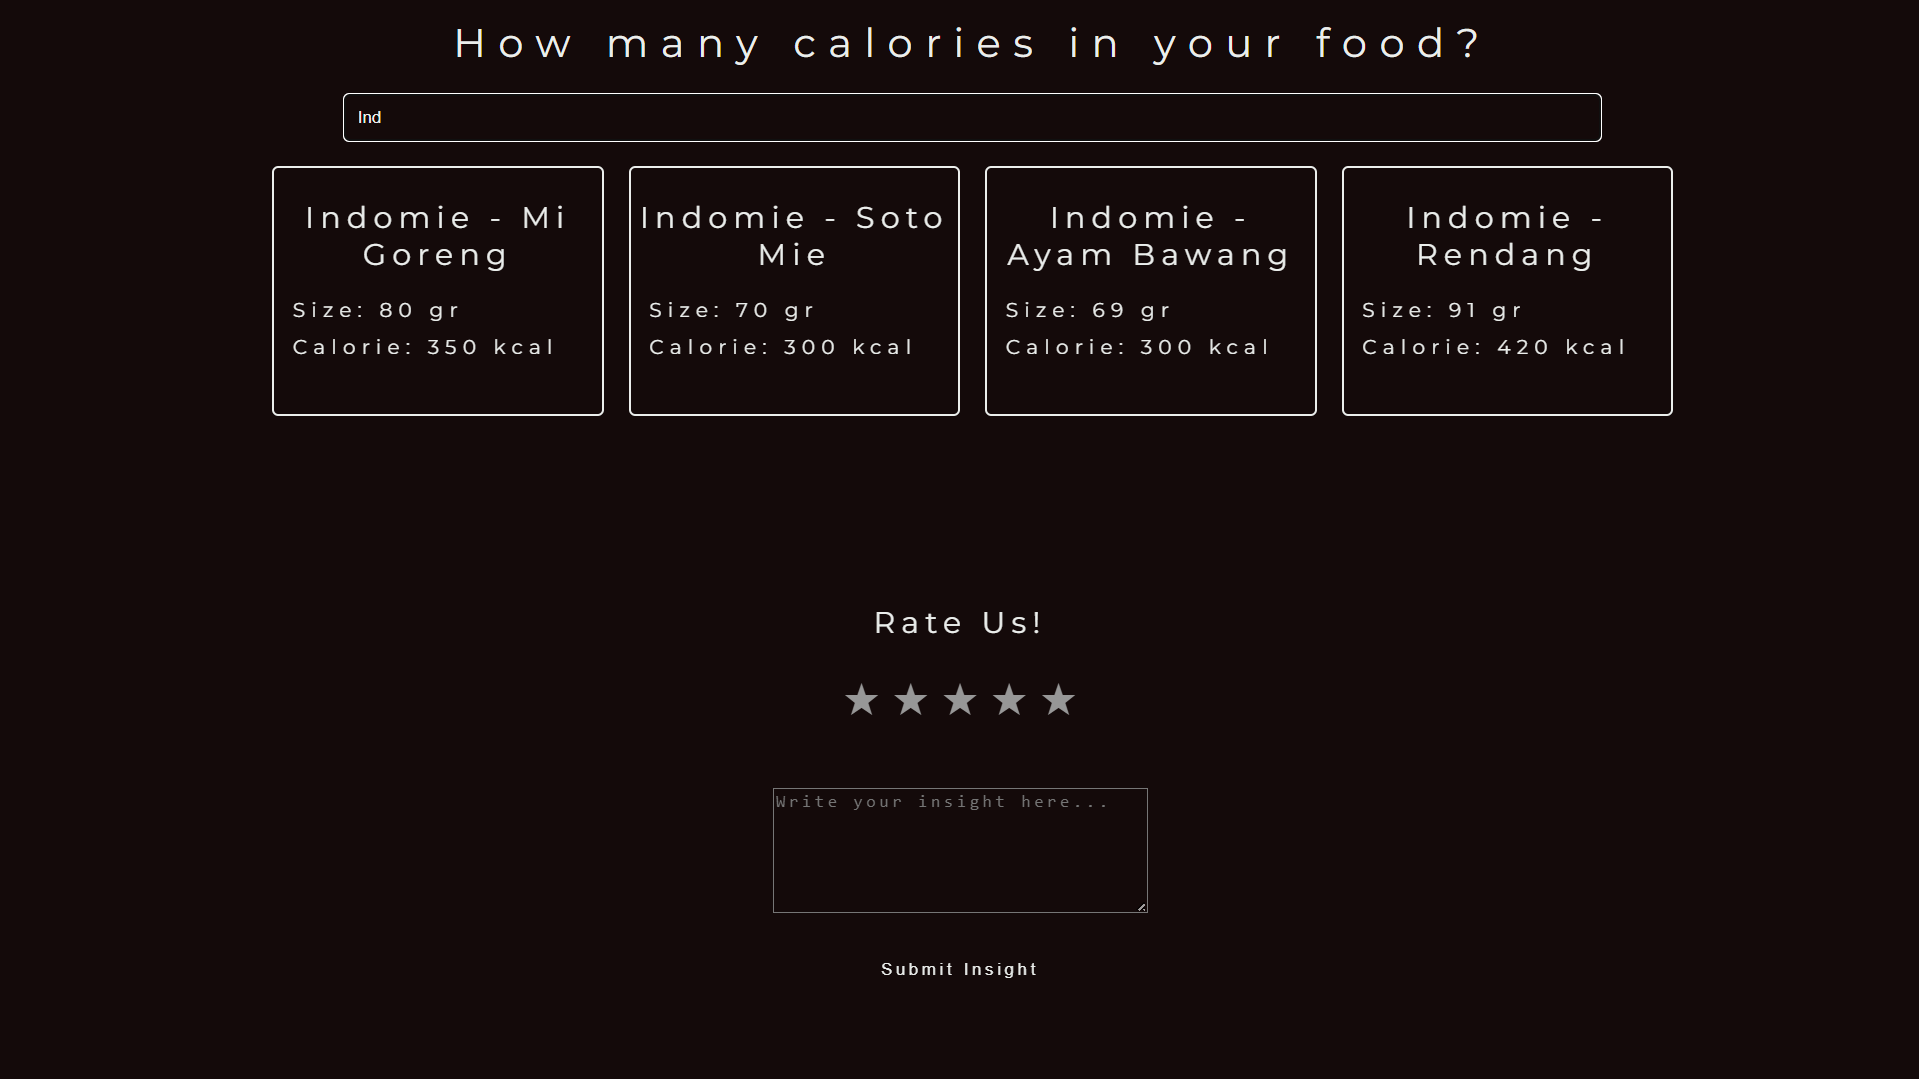 How many calories in your food?
Ind
Indomie - Mi
Goreng
Size: 80 gr
Calorie: 350 kcal
Indomie - Soto
Mie
Size: 70 gr
Calorie: 300 kcal
Indomie -
Ayam Bawang
Size: 69 gr
Calorie: 300 kcal
Indomie -
Rendang
Size: 91 gr
Calorie: 420 kcal
Rate Us!
Write your insight here...
Submit Insight